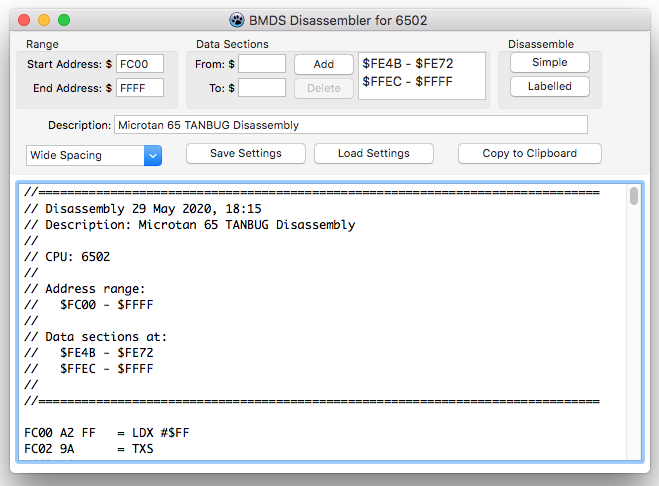 BMDS Disassembler for 6502
Range
Data Sections
Disassemble
Start Address: $ FC00
From: $
Add
$FE4B - $FE72
Simple
End Address: $ FFFF
To: $
Delete
$FFEC - $FFFF
Labelled
Description: Microtan 65 TANBUG Disassembly
Wide Spacing
Save Settings
Load Settings
Copy to Clipboard
//==============================================================================
// Disassembly 29 May 2020, 18:15
// Description: Microtan 65 TANBUG Disassembly
//
// CPU: 6502
//
// Address range:
//   $FC00 - $FFFF
//
// Data sections at:
//   $FE4B - $FE72
//   $FFEC - $FFFF
//
//==============================================================================
FC00 A2 FF   = LDX #$FF
FC02 9A      = TXS